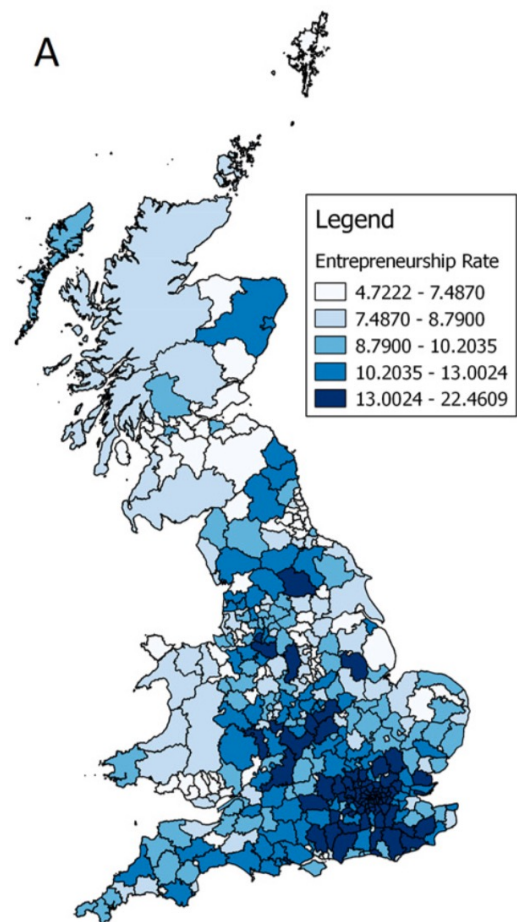 A
Legend
Entrepreneurship Rate
4.7222 - 7.4870
7.4870 - 8.7900
8.7900 - 10.2035
10.2035 - 13.0024
13.0024 - 22.4609